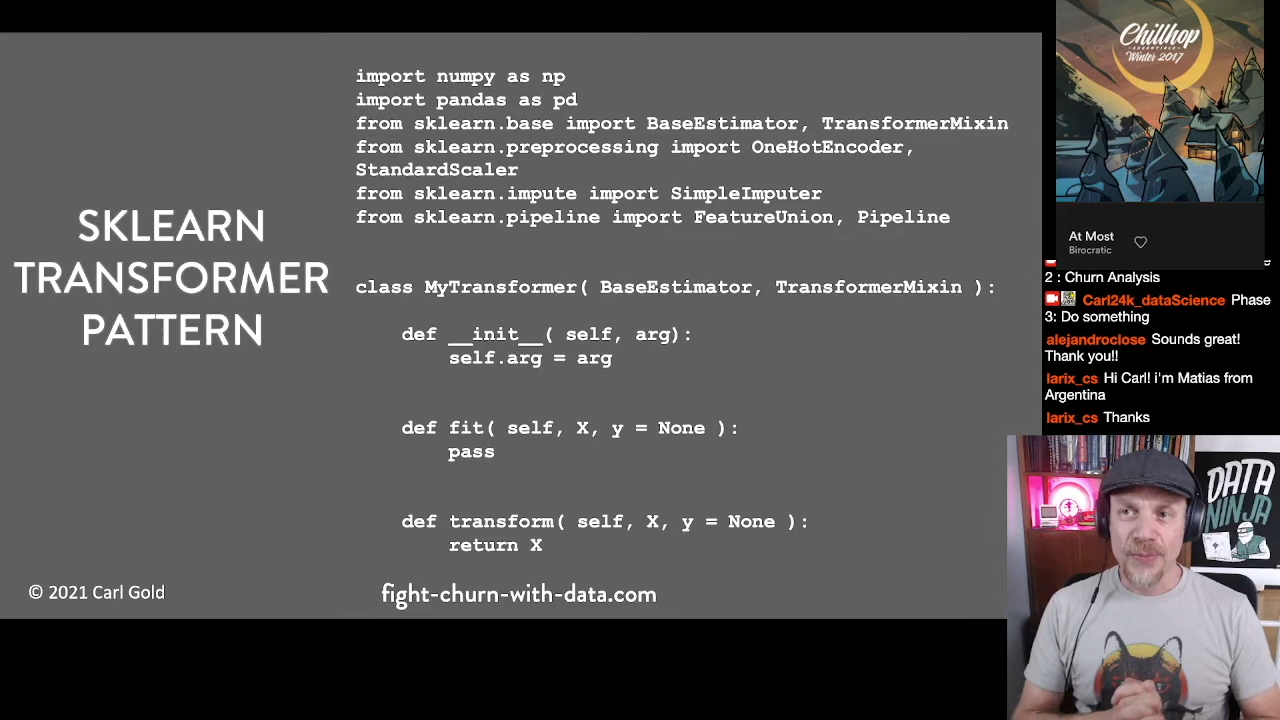 SKLEARN
TRANSFORMER
PATTERN
import numpy as np
import pandas as pd
from sklearn.base import BaseEstimator, TransformerMixin
from sklearn.preprocessing import OneHotEncoder,
StandardScaler
from sklearn.impute import SimpleImputer
from sklearn.pipeline import FeatureUnion, Pipeline
class MyTransformer( BaseEstimator, TransformerMixin ):
def __init__( self, arg):
self.arg = arg
def fit( self, X, y = None ):
pass
def transform( self, X, y = None ):
return X
© 2021 Carl Gold
fight-churn-with-data.com
Chillhop
ESSENTIALS
Winter 2017
At Most
Birocratic
2 : Churn Analysis
Carl24k_dataScience Phase
3: Do something
alejandroclose Sounds great!
Thank you!!
larix_cs Hi Carl! i'm Matias from
Argentina
larix_cs Thanks
DATA
NINJA